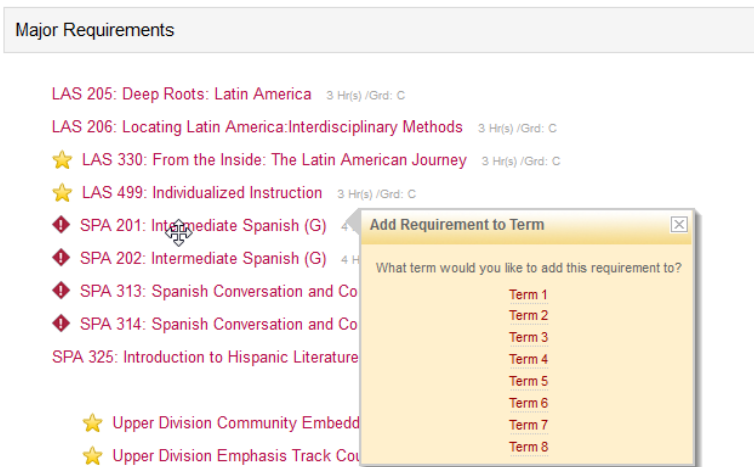 Major Requirements
LAS 205: Deep Roots: Latin America 3 Hr(s) /Grd: C
LAS 206: Locating Latin America:Interdisciplinary Methods 3 Hr(s) /Grd: C
LAS 330: From the Inside: The Latin American Journey 3 Hr(s) /Grd: C
LAS 499: Individualized Instruction 3 Hr(s) /Grd: C
SPA 201: Intermediate Spanish (G) 4
SPA 202: Intermediate Spanish (G) 4 H
SPA 313: Spanish Conversation and Co
SPA 314: Spanish Conversation and Co
SPA 325: Introduction to Hispanic Literature
Upper Division Community Embedd
Upper Division Emphasis Track Cou
Add Requirement to Term
What term would you like to add this requirement to?
Term 1
Term 2
Term 3
Term 4
Term 5
Term 6
Term 7
Term 8